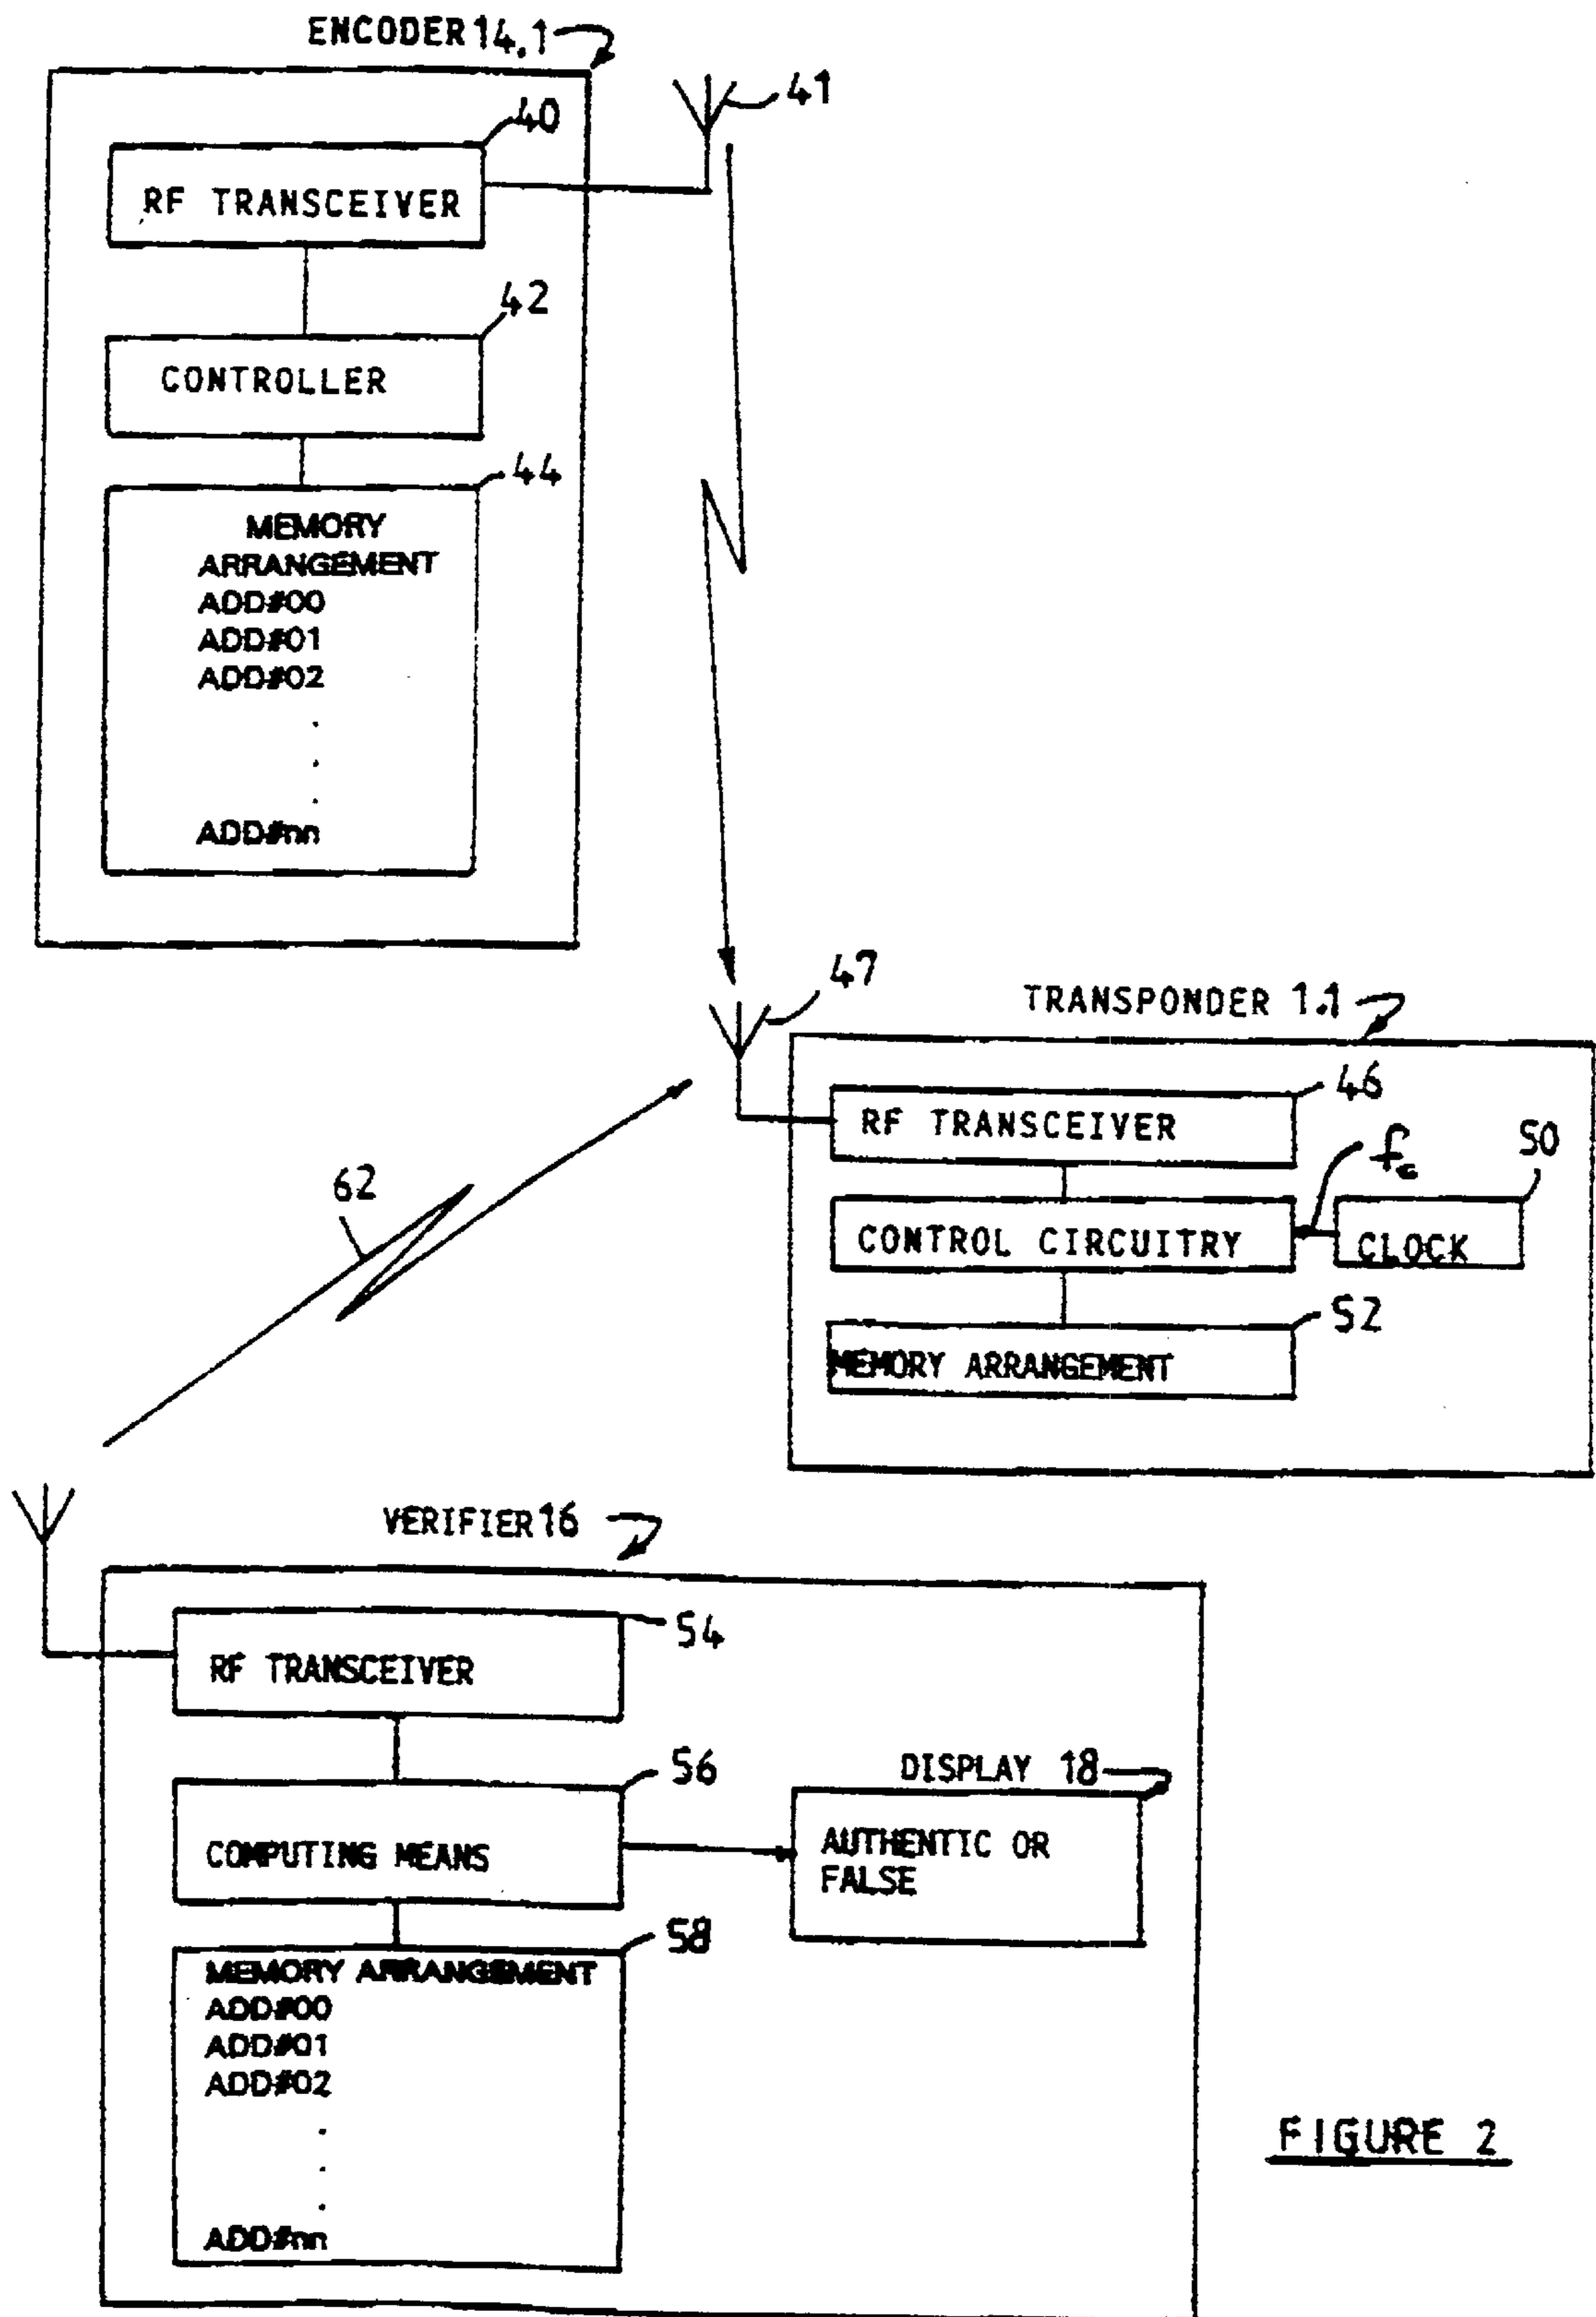 ENCODER 14.1
41
40
RF TRANSCEIVER
42
CONTROLLER
44
MEMORY
ARRANGEMENT
ADD#00
ADD#01
ADD#02
.
.
.
ADD#nn
47
TRANSPONDER 1.1
46
RF TRANSCEIVER
fc
50
CONTROL CIRCUITRY
CLOCK
52
MEMORY ARRANGEMENT
62
VERIFIER 16
54
RF TRANSCEIVER
56
COMPUTING MEANS
DISPLAY 18
AUTHENTIC OR
FALSE
58
MEMORY ARRANGEMENT
ADD#00
ADD#01
ADD#02
.
.
.
ADD#nn
FIGURE 2